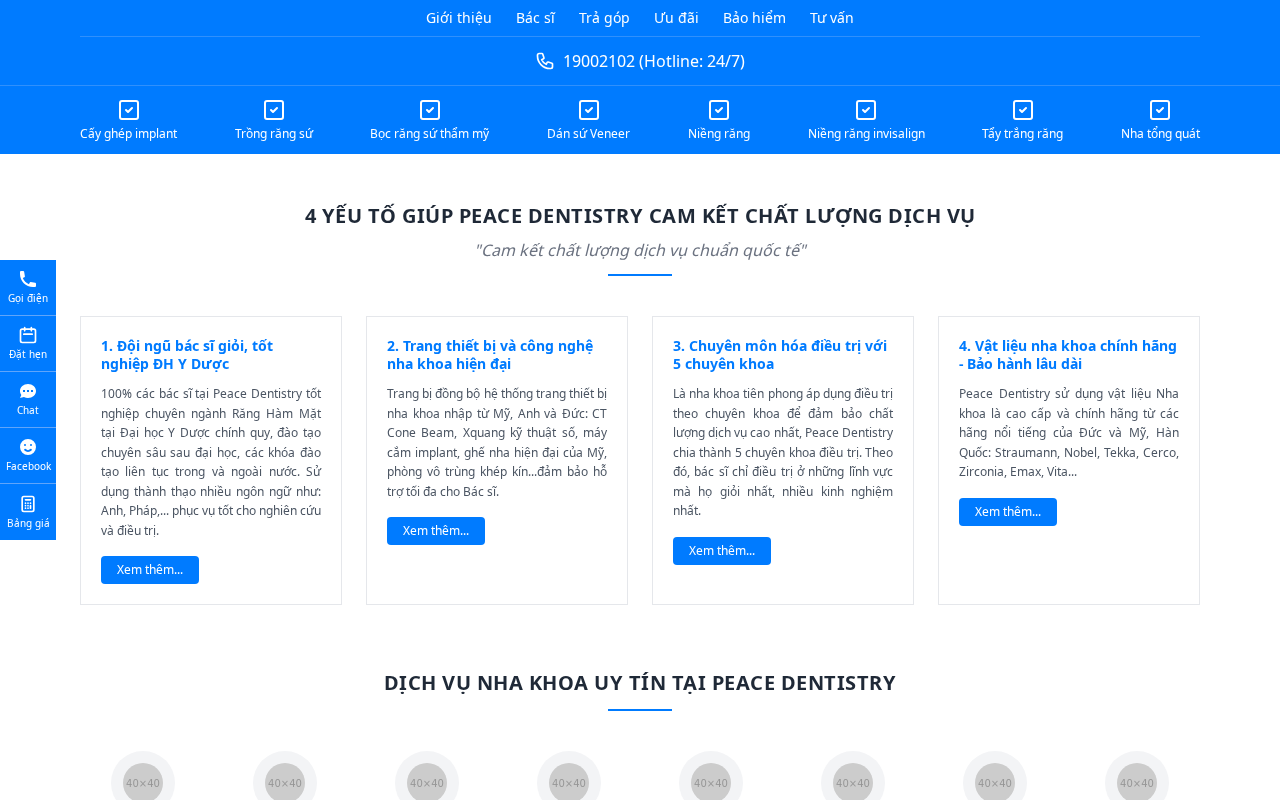 Giới thiệu Bác sĩ Trả góp Ưu đãi Bảo hiểm Tư vấn
19002102 (Hotline: 24/7)
Cấy ghép implant Trồng răng sứ Bọc răng sứ thẩm mỹ Dán sứ Veneer Niềng răng Niềng răng invisalign Tẩy trắng răng Nha tổng quát
4 YẾU TỐ GIÚP PEACE DENTISTRY CAM KẾT CHẤT LƯỢNG DỊCH VỤ
"Cam kết chất lượng dịch vụ chuẩn quốc tế"
Gọi điện
Đặt hẹn
Chat
Facebook
Bảng giá
1. Đội ngũ bác sĩ giỏi, tốt
nghiệp ĐH Y Dược
100% các bác sĩ tại Peace Dentistry tốt
nghiệp chuyên ngành Răng Hàm Mặt
tại Đại học Y Dược chính quy, đào tạo
chuyên sâu sau đại học, các khóa đào
tạo liên tục trong và ngoài nước. Sử
dụng thành thạo nhiều ngôn ngữ như:
Anh, Pháp,... phục vụ tốt cho nghiên cứu
và điều trị.
Xem thêm...
2. Trang thiết bị và công nghệ
nha khoa hiện đại
Trang bị đồng bộ hệ thống trang thiết bị
nha khoa nhập từ Mỹ, Anh và Đức: CT
Cone Beam, Xquang kỹ thuật số, máy
cắm implant, ghế nha hiện đại của Mỹ,
phòng vô trùng khép kín...đảm bảo hỗ
trợ tối đa cho Bác sĩ.
Xem thêm...
3. Chuyên môn hóa điều trị với
5 chuyên khoa
Là nha khoa tiên phong áp dụng điều trị
theo chuyên khoa để đảm bảo chất
lượng dịch vụ cao nhất, Peace Dentistry
chia thành 5 chuyên khoa điều trị. Theo
đó, bác sĩ chỉ điều trị ở những lĩnh vực
mà họ giỏi nhất, nhiều kinh nghiệm
nhất.
Xem thêm...
4. Vật liệu nha khoa chính hãng
- Bảo hành lâu dài
Peace Dentistry sử dụng vật liệu Nha
khoa là cao cấp và chính hãng từ các
hãng nổi tiếng của Đức và Mỹ, Hàn
Quốc: Straumann, Nobel, Tekka, Cerco,
Zirconia, Emax, Vita...
Xem thêm...
DỊCH VỤ NHA KHOA UY TÍN TẠI PEACE DENTISTRY
40×40 40×40 40×40 40×40 40×40 40×40 40×40 40×40